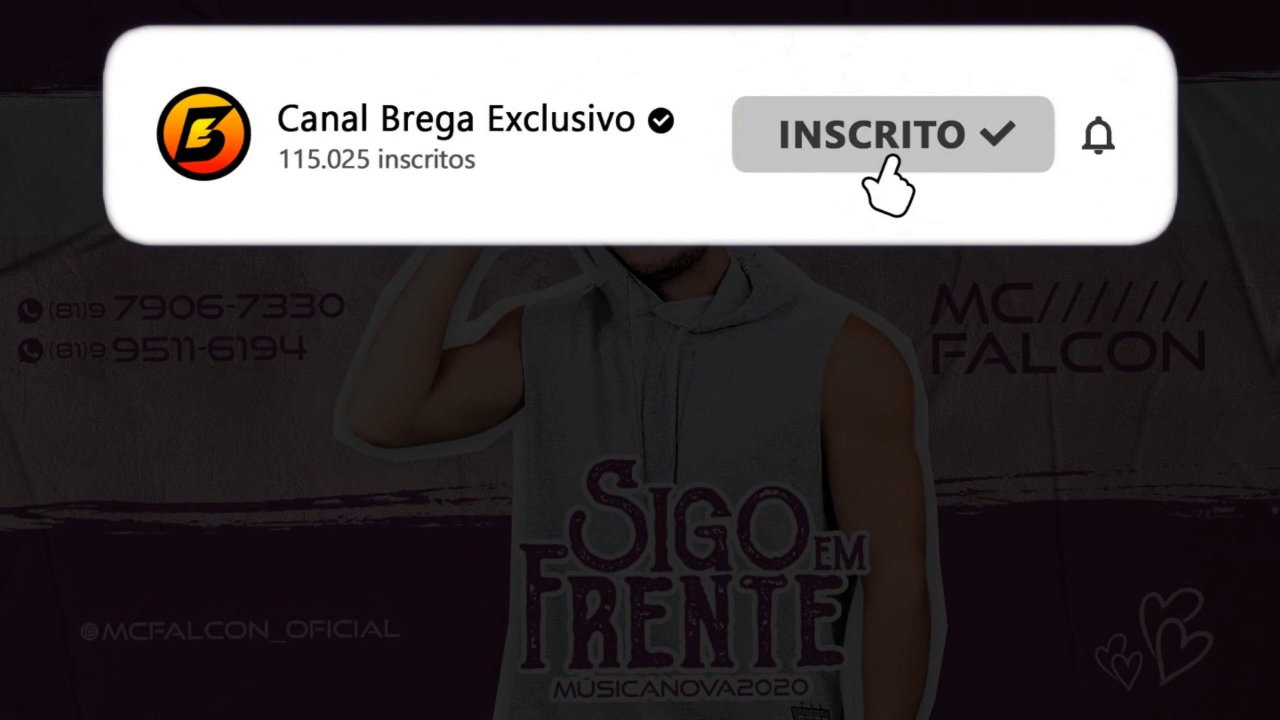 Canal Brega Exclusivo
115.025 inscritos
INSCRITO
(81)9 7906-7330
(81)9 9511-6194
MC///////
FALCON
SIGO EM
FRENTE
MÚSICANOVA2020
@MCFALCON_OFICIAL